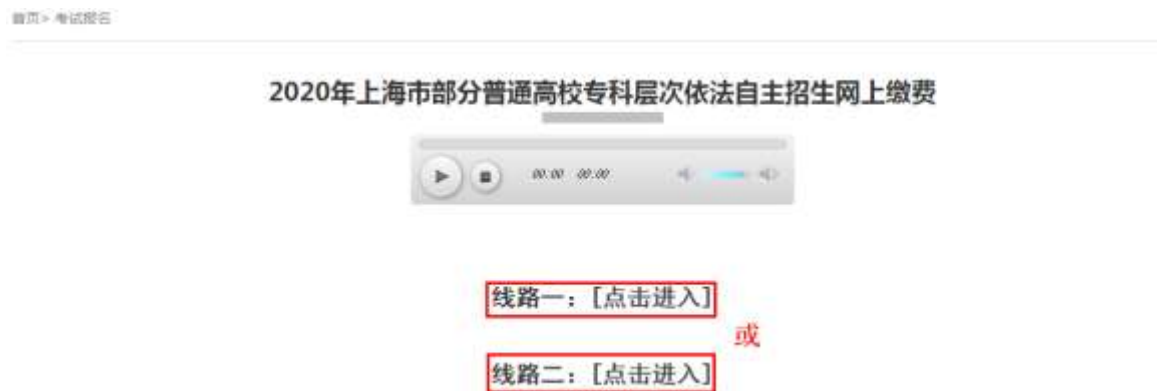 首页> 考试报名
2020年上海市部分普通高校专科层次依法自主招生网上缴费
00:00 00:00
线路一：[点击进入]
或
线路二：[点击进入]